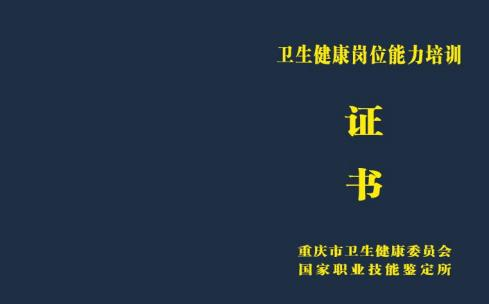 卫生健康岗位能力培训
证
书
重庆市卫生健康委员会
国家职业技能鉴定所